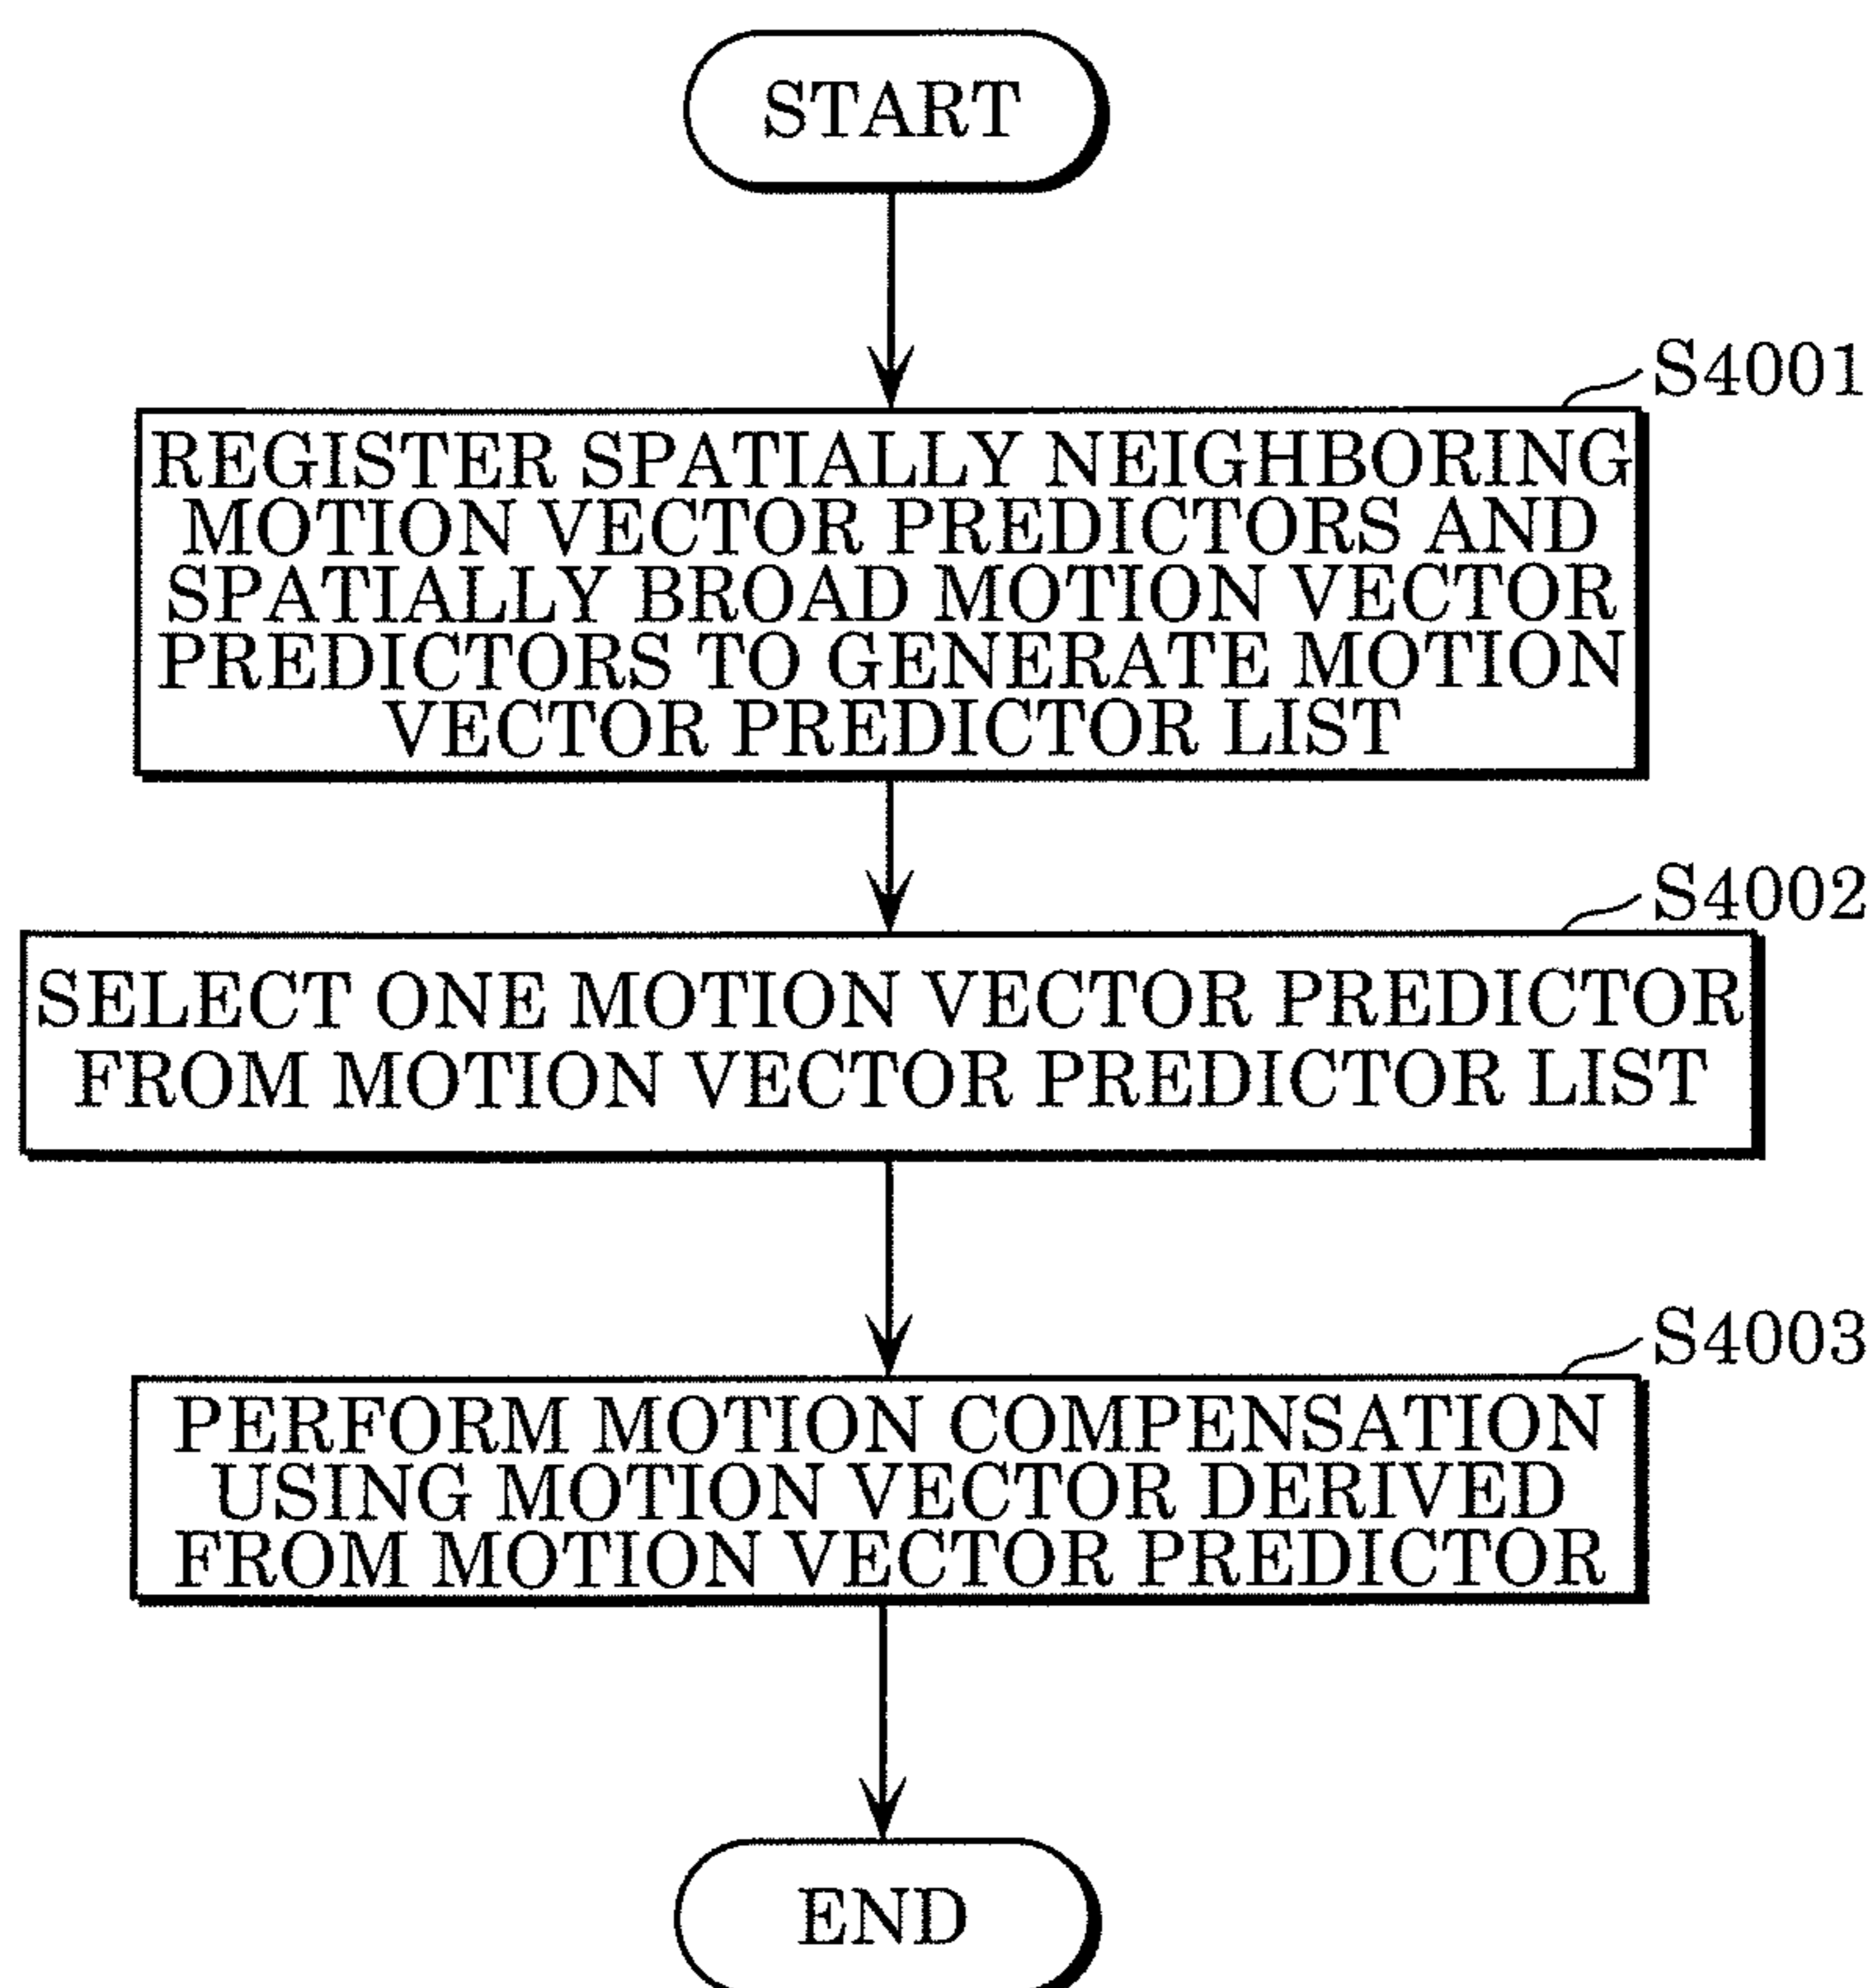 START
S4001
REGISTER SPATIALLY NEIGHBORING
MOTION VECTOR PREDICTORS AND
SPATIALLY BROAD MOTION VECTOR
PREDICTORS TO GENERATE MOTION
VECTOR PREDICTOR LIST
S4002
SELECT ONE MOTION VECTOR PREDICTOR
FROM MOTION VECTOR PREDICTOR LIST
S4003
PERFORM MOTION COMPENSATION
USING MOTION VECTOR DERIVED
FROM MOTION VECTOR PREDICTOR
END